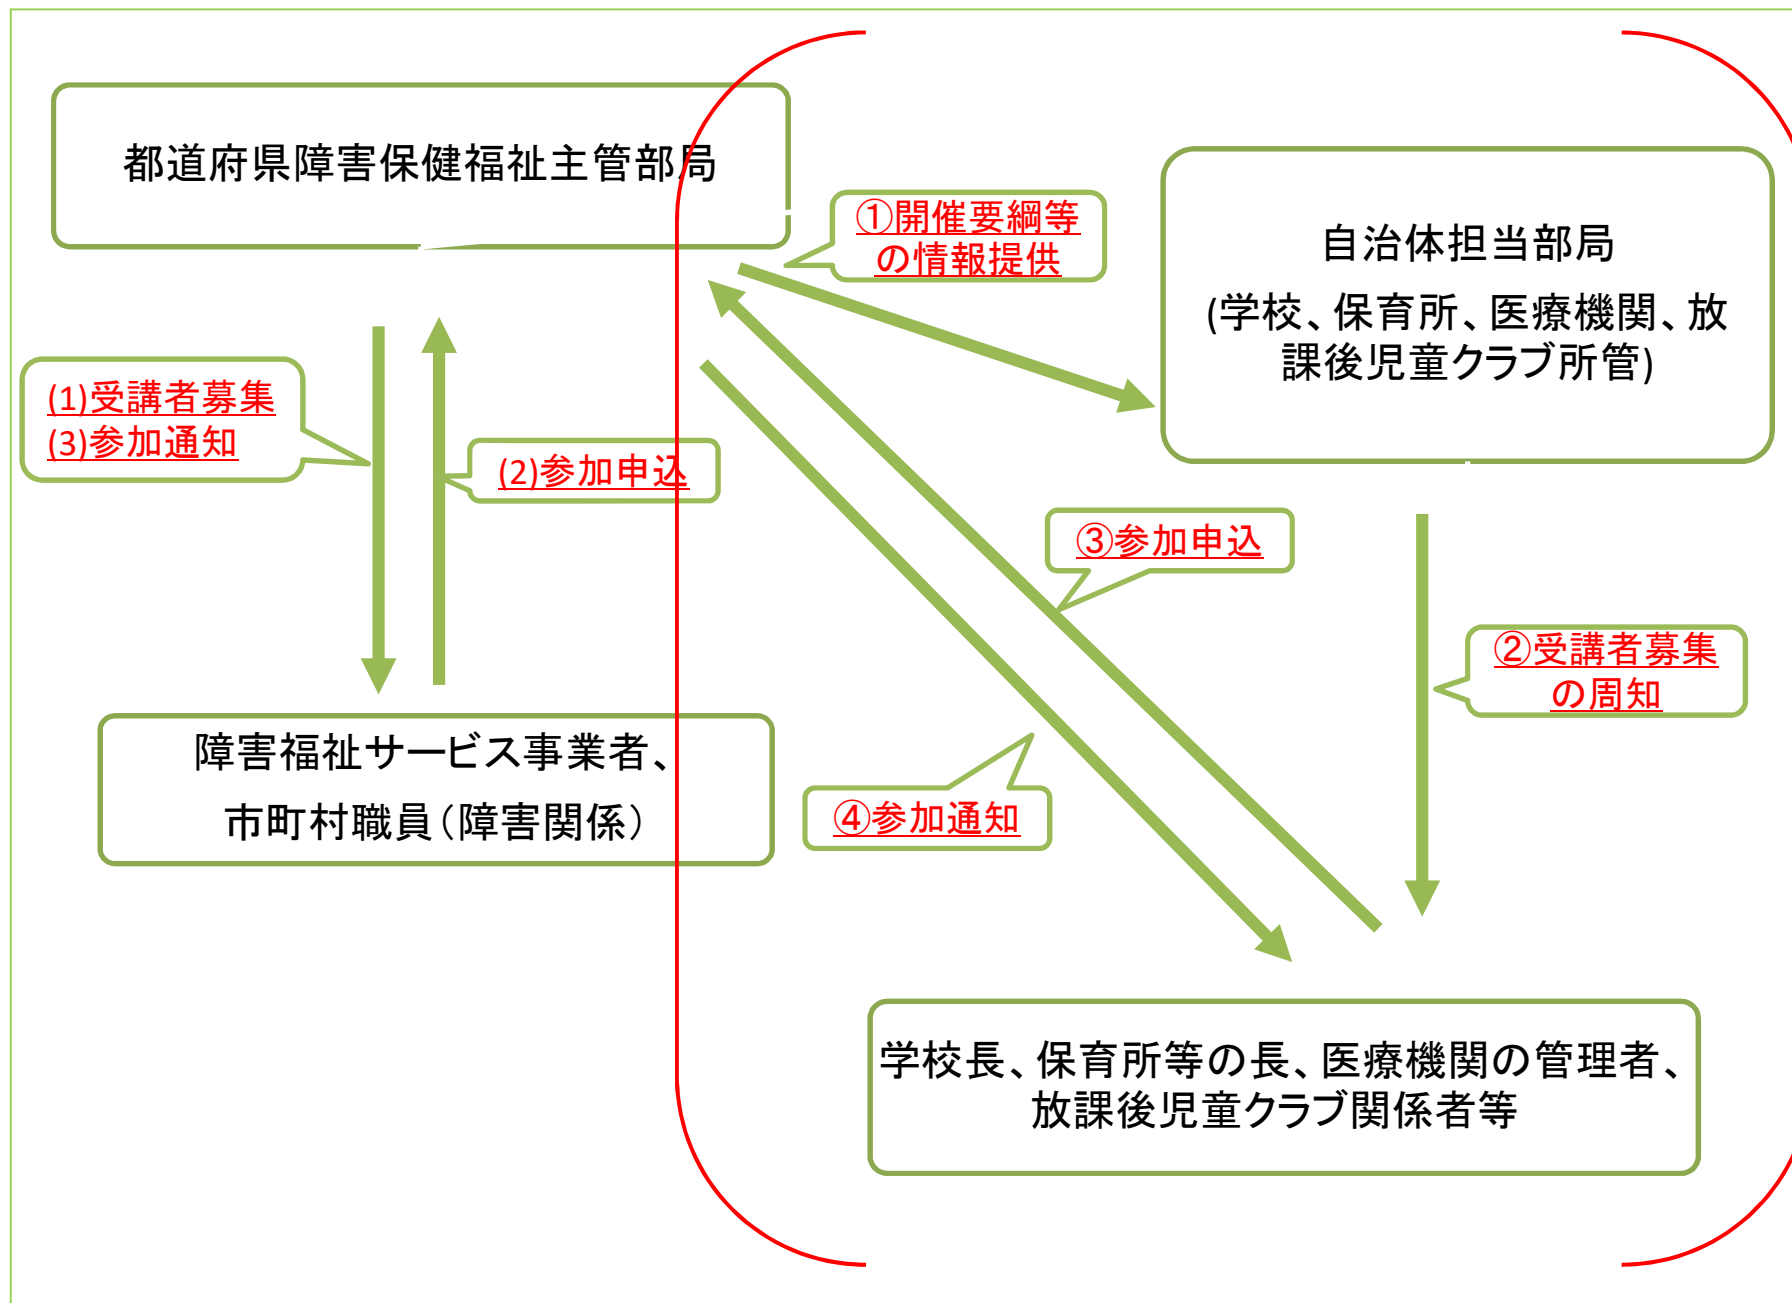 都道府県障害保健福祉主管部局
①開催要綱等
の情報提供
自治体担当部局
(学校、保育所、医療機関、放
課後児童クラブ所管)
(1)受講者募集
(3)参加通知
(2)参加申込
③参加申込
②受講者募集
の周知
障害福祉サービス事業者、
市町村職員（障害関係）
④参加通知
学校長、保育所等の長、医療機関の管理者、
放課後児童クラブ関係者等